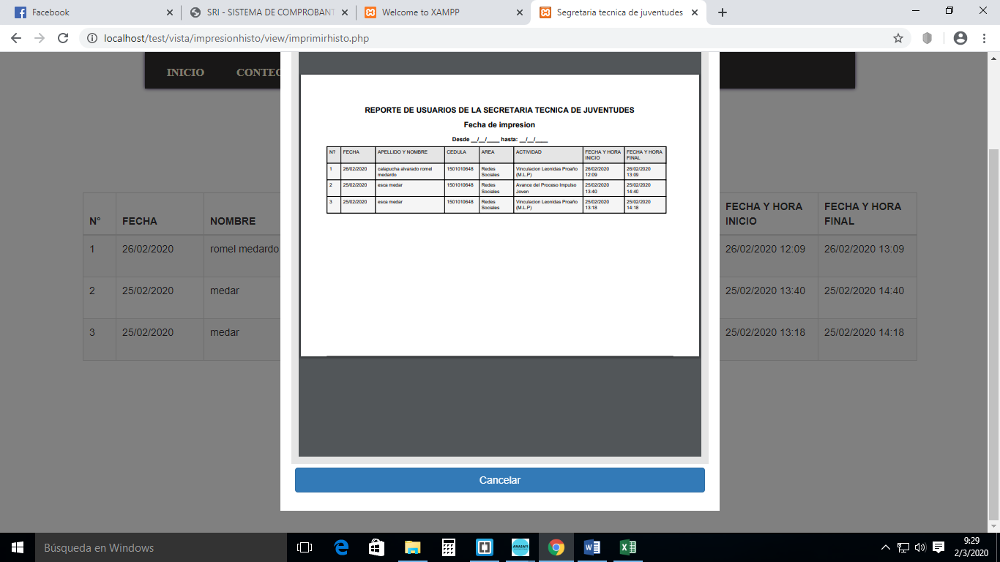 Facebook
SRI - SISTEMA DE COMPROBANT
Welcome to XAMPP
Segretaria tecnica de juventudes
localhost/test/vista/impresionhisto/view/imprimirhisto.php
INICIO CONTEC
REPORTE DE USUARIOS DE LA SECRETARIA TECNICA DE JUVENTUDES
Fecha de impresion
Desde __/__/____ hasta: __/__/____
N? FECHA APELLIDO Y NOMBRE CEDULA AREA ACTIVIDAD FECHA Y HORA INICIO FECHA Y HORA FINAL
1 26/02/2020 calapucha alvarado romel medardo 1501010648 Redes Sociales Vinculacion Leonidas Proaño (M.L.P) 26/02/2020 12:09 26/02/2020 13:09
2 25/02/2020 esca medar 1501010648 Redes Sociales Avance del Proceso Impulso Joven 25/02/2020 13:40 25/02/2020 14:40
3 25/02/2020 esca medar 1501010648 Redes Sociales Vinculacion Leonidas Proaño (M.L.P) 25/02/2020 13:18 25/02/2020 14:18
N° FECHA NOMBRE FECHA Y HORA INICIO FECHA Y HORA FINAL
1 26/02/2020 romel medardo 26/02/2020 12:09 26/02/2020 13:09
2 25/02/2020 medar 25/02/2020 13:40 25/02/2020 14:40
3 25/02/2020 medar 25/02/2020 13:18 25/02/2020 14:18
Cancelar
Búsqueda en Windows
ANASATI
9:29
2/3/2020